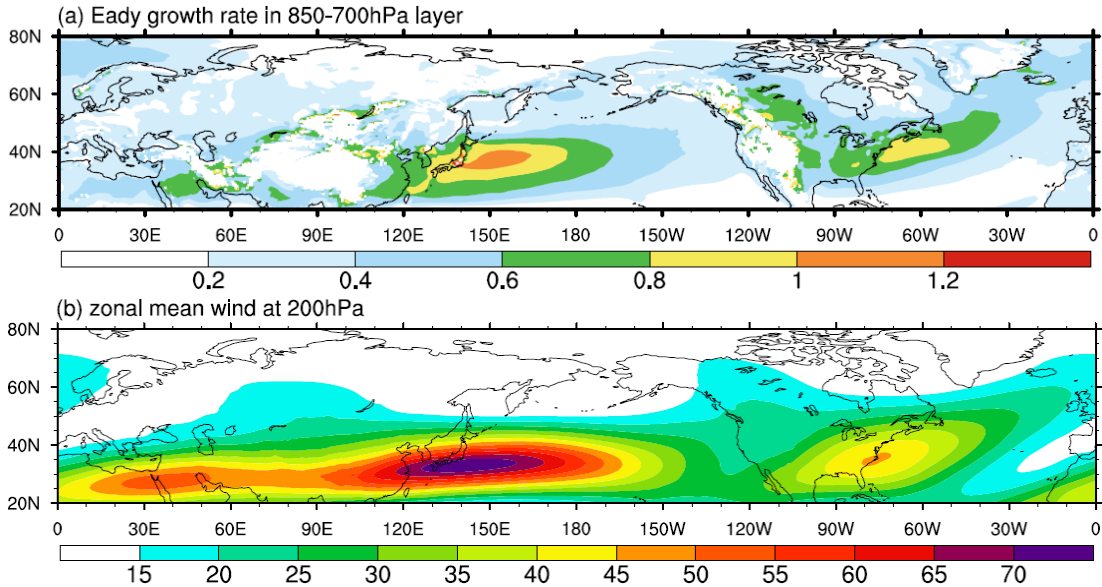 (a) Eady growth rate in 850-700hPa layer
80N
60N
40N
20N
0 30E 60E 90E 120E 150E 180 150W 120W 90W 60W 30W 0
0.2 0.4 0.6 0.8 1 1.2
(b) zonal mean wind at 200hPa
80N
60N
40N
20N
0 30E 60E 90E 120E 150E 180 150W 120W 90W 60W 30W 0
15 20 25 30 35 40 45 50 55 60 65 70